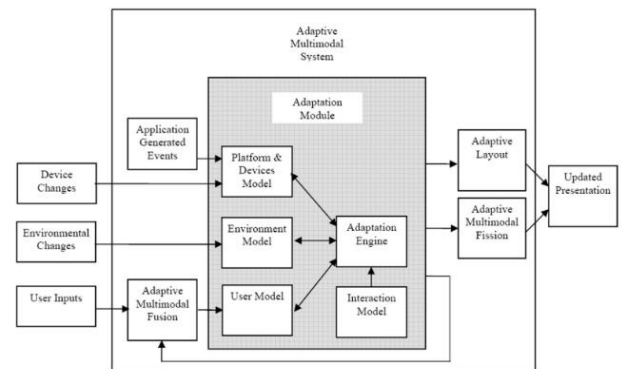 Adaptive
Multimodal
System
Adaptation
Module
Application
Generated
Events
Platform &
Devices
Model
Device
Changes
Environmental
Changes
Environment
Model
Adaptation
Engine
User Inputs
Adaptive
Multimodal
Fusion
User Model
Interaction
Model
Adaptive
Layout
Adaptive
Multimodal
Fission
Updated
Presentation